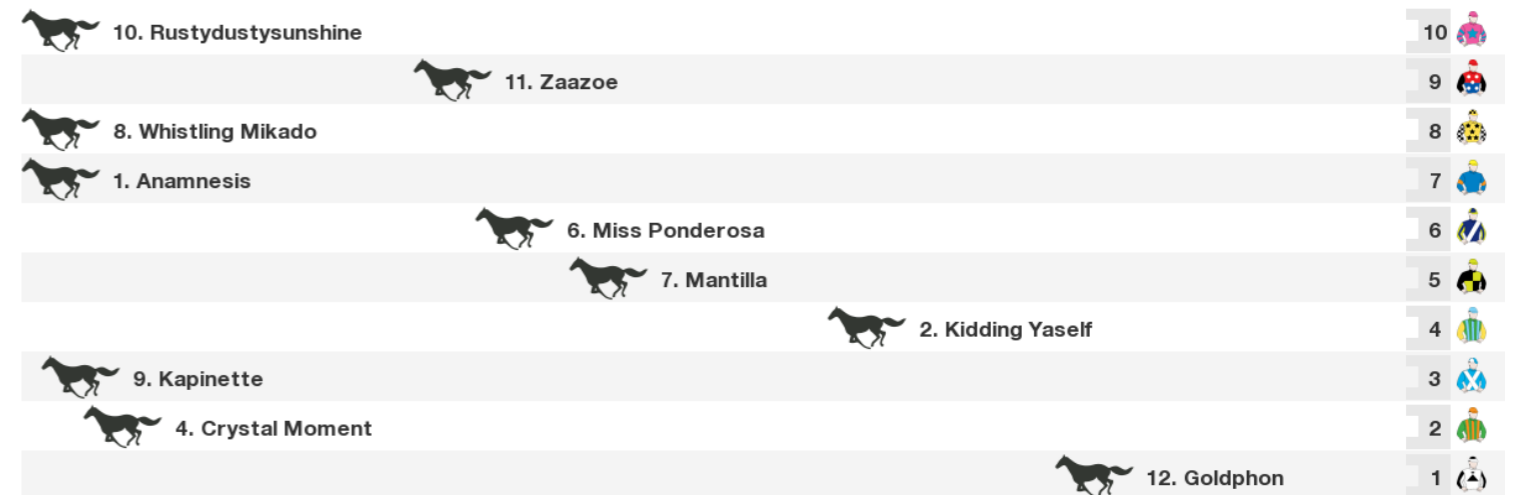 10. Rustydustysunshine 10
11. Zaazoe 9
8. Whistling Mikado 8
1. Anamnesis 7
6. Miss Ponderosa 6
7. Mantilla 5
2. Kidding Yaself 4
9. Kapinette 3
4. Crystal Moment 2
12. Goldphon 1